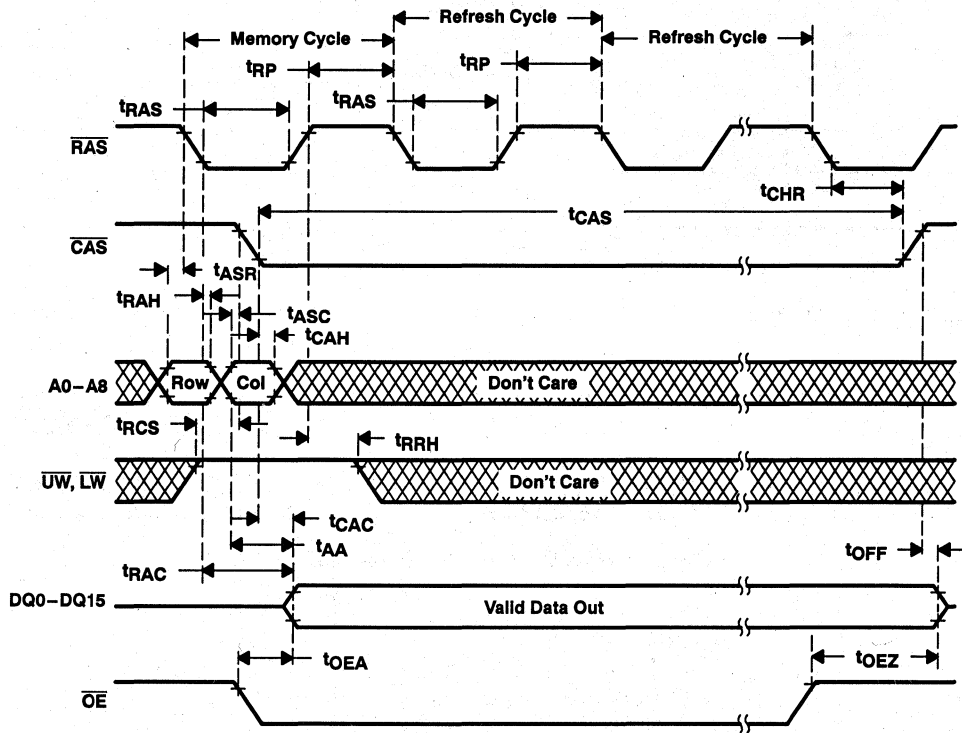 Refresh Cycle
Memory Cycle
Refresh Cycle
tRP
tRP
tRAS
tRAS
RAS
tCHR
tCAS
CAS
tASR
tRAH
tASC
tCAH
A0–A8
Row
Col
Don't Care
tRCS
tRRH
UW, LW
Don't Care
tCAC
tAA
tOFF
tRAC
DQ0–DQ15
Valid Data Out
tOEA
tOEZ
OE